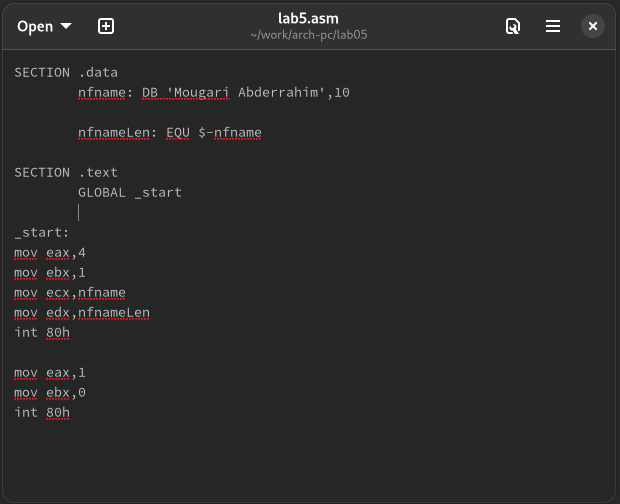 Open
lab5.asm
~/work/arch-pc/lab05
SECTION .data
nfname: DB 'Mougari Abderrahim',10
nfnameLen: EQU $-nfname
SECTION .text
GLOBAL _start
_start:
mov eax,4
mov ebx,1
mov ecx,nfname
mov edx,nfnameLen
int 80h
mov eax,1
mov ebx,0
int 80h